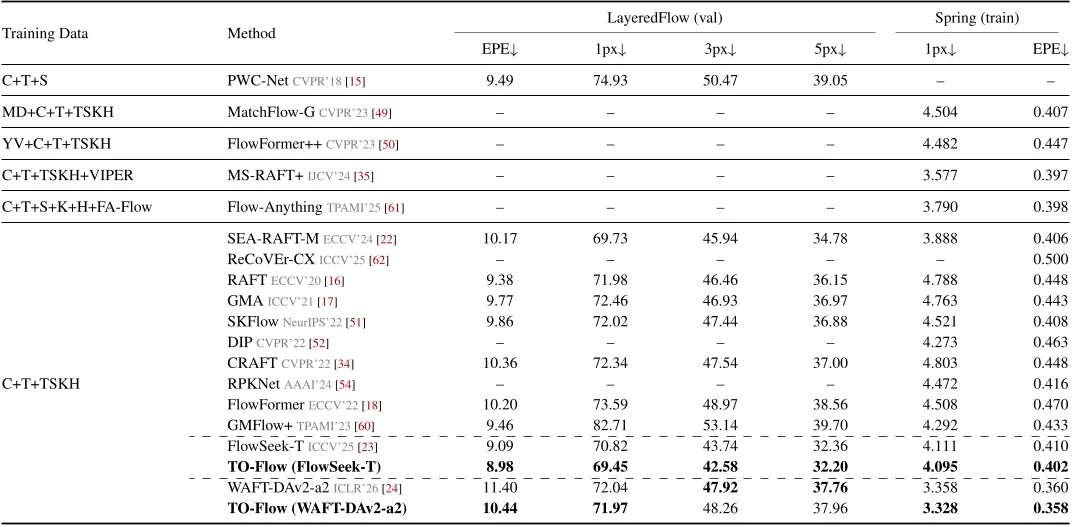 Training Data Method LayeredFlow (val) Spring (train)
EPE↓ 1px↓ 3px↓ 5px↓ 1px↓ EPE↓
C+T+S PWC-Net CVPR'18 [15] 9.49 74.93 50.47 39.05 – –
MD+C+T+TSKH MatchFlow-G CVPR'23 [49] – – – – 4.504 0.407
YV+C+T+TSKH FlowFormer++ CVPR'23 [50] – – – – 4.482 0.447
C+T+TSKH+VIPER MS-RAFT+ IJCV'24 [35] – – – – 3.577 0.397
C+T+S+K+H+FA-Flow Flow-Anything TPAMI'25 [61] – – – – 3.790 0.398
SEA-RAFT-M ECCV'24 [22] 10.17 69.73 45.94 34.78 3.888 0.406
ReCoVEr-CX ICCV'25 [62] – – – – – 0.500
RAFT ECCV'20 [16] 9.38 71.98 46.46 36.15 4.788 0.448
GMA ICCV'21 [17] 9.77 72.46 46.93 36.97 4.763 0.443
SKFlow NeurIPS'22 [51] 9.86 72.02 47.44 36.88 4.521 0.408
DIP CVPR'22 [52] – – – – 4.273 0.463
CRAFT CVPR'22 [34] 10.36 72.34 47.54 37.00 4.803 0.448
C+T+TSKH RPKNet AAAI'24 [54] – – – – 4.472 0.416
FlowFormer ECCV'22 [18] 10.20 73.59 48.97 38.56 4.508 0.470
GMFlow+ TPAMI'23 [60] 9.46 82.71 53.14 39.70 4.292 0.433
FlowSeek-T ICCV'25 [23] 9.09 70.82 43.74 32.36 4.111 0.410
TO-Flow (FlowSeek-T) 8.98 69.45 42.58 32.20 4.095 0.402
WAFT-DAv2-a2 ICLR'26 [24] 11.40 72.04 47.92 37.76 3.358 0.360
TO-Flow (WAFT-DAv2-a2) 10.44 71.97 48.26 37.96 3.328 0.358